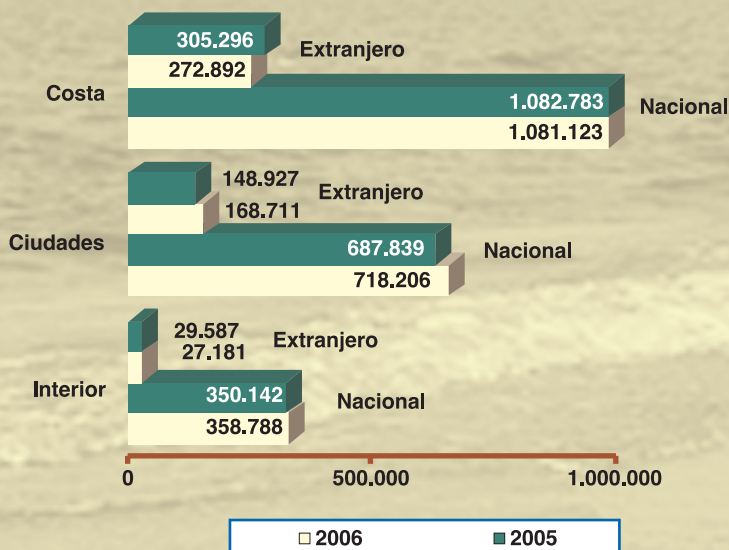 305.296
Extranjero
272.892
Costa
1.082.783
Nacional
1.081.123
148.927
Extranjero
168.711
Ciudades
687.839
Nacional
718.206
29.587
Extranjero
27.181
Interior
350.142
Nacional
358.788
0 500.000 1.000.000
2006 2005